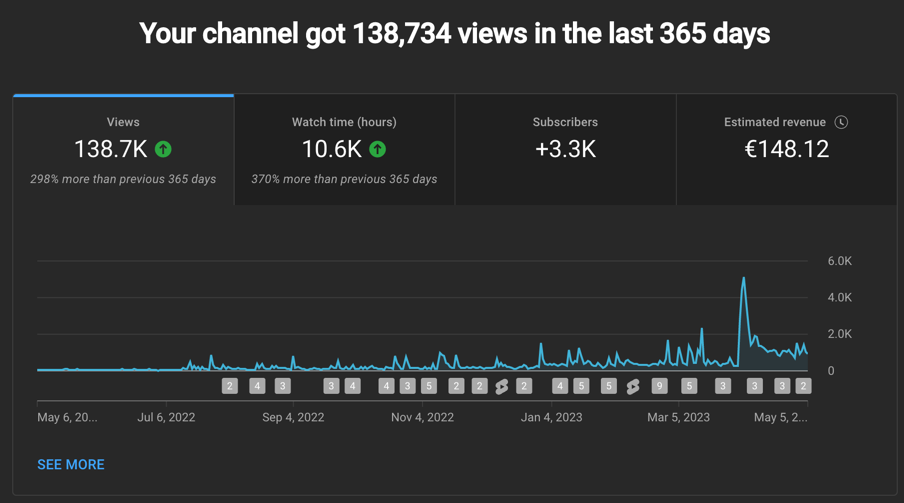 Your channel got 138,734 views in the last 365 days
Views
138.7K
298% more than previous 365 days
Watch time (hours)
10.6K
370% more than previous 365 days
Subscribers
+3.3K
Estimated revenue
€148.12
6.0K
4.0K
2.0K
0
2 4 3 3 4 4 3 5 2 2 2 4 5 5 9 5 3 3 3 2
May 6, 20... Jul 6, 2022 Sep 4, 2022 Nov 4, 2022 Jan 4, 2023 Mar 5, 2023 May 5, 2...
SEE MORE